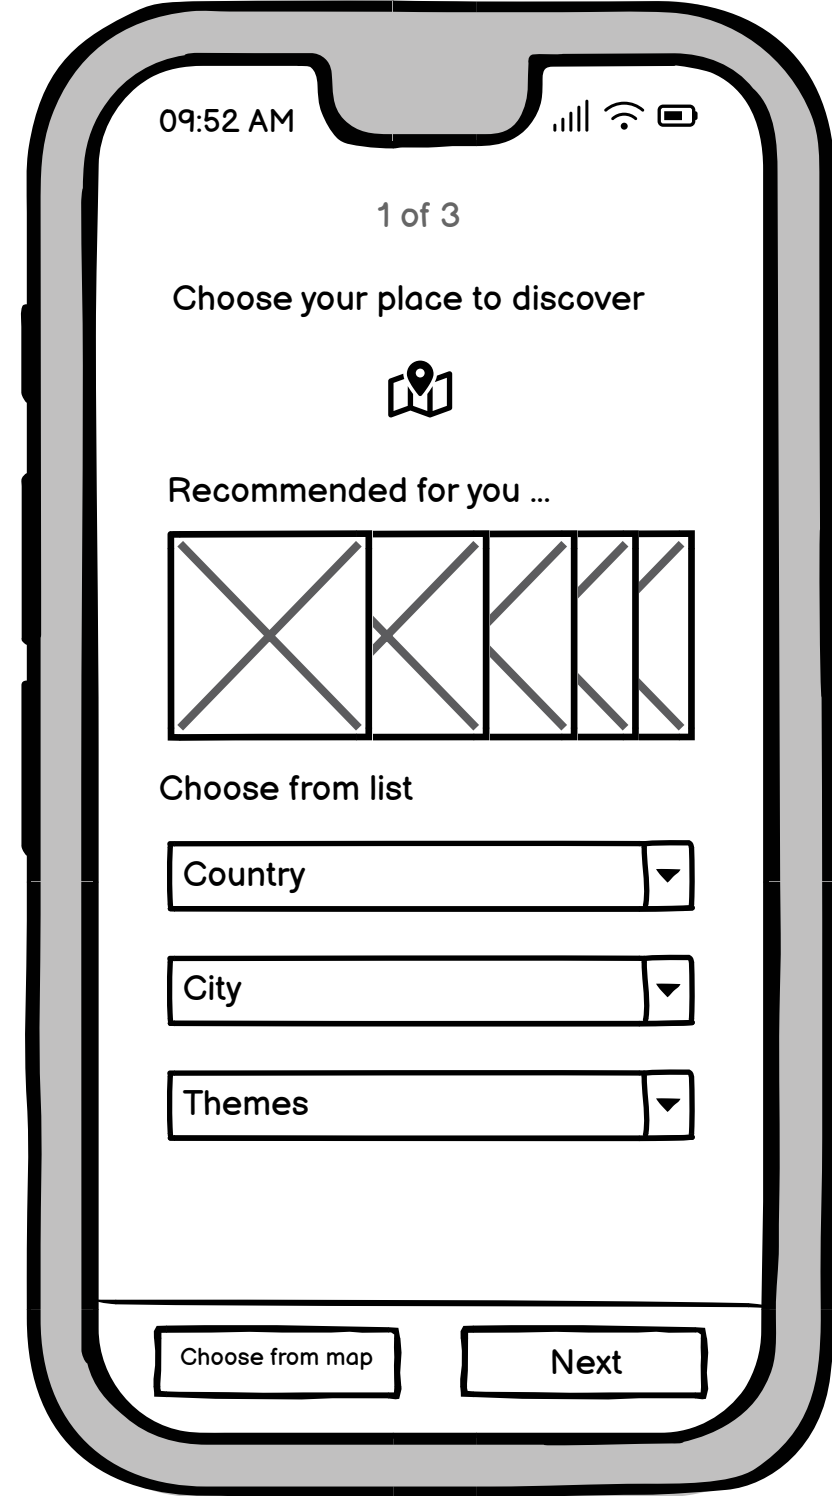 09:52 AM
1 of 3
Choose your place to discover
Recommended for you ...
Choose from list
Country
City
Themes
Choose from map
Next